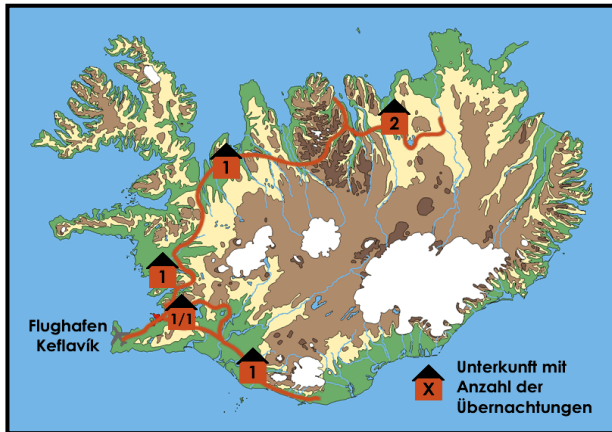 2
1
1
1/1
Flughafen
Keflavík
1
Unterkunft mit
Anzahl der
Übernachtungen
X